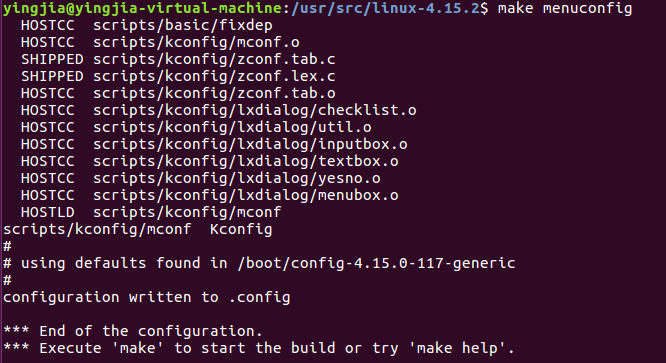 yingjia@yingjia-virtual-machine:/usr/src/linux-4.15.2$ make menuconfig
  HOSTCC  scripts/basic/fixdep
  HOSTCC  scripts/kconfig/mconf.o
  SHIPPED scripts/kconfig/zconf.tab.c
  SHIPPED scripts/kconfig/zconf.lex.c
  HOSTCC  scripts/kconfig/zconf.tab.o
  HOSTCC  scripts/kconfig/lxdialog/checklist.o
  HOSTCC  scripts/kconfig/lxdialog/util.o
  HOSTCC  scripts/kconfig/lxdialog/inputbox.o
  HOSTCC  scripts/kconfig/lxdialog/textbox.o
  HOSTCC  scripts/kconfig/lxdialog/yesno.o
  HOSTCC  scripts/kconfig/lxdialog/menubox.o
  HOSTLD  scripts/kconfig/mconf
scripts/kconfig/mconf  Kconfig
#
# using defaults found in /boot/config-4.15.0-117-generic
#
configuration written to .config

*** End of the configuration.
*** Execute 'make' to start the build or try 'make help'.